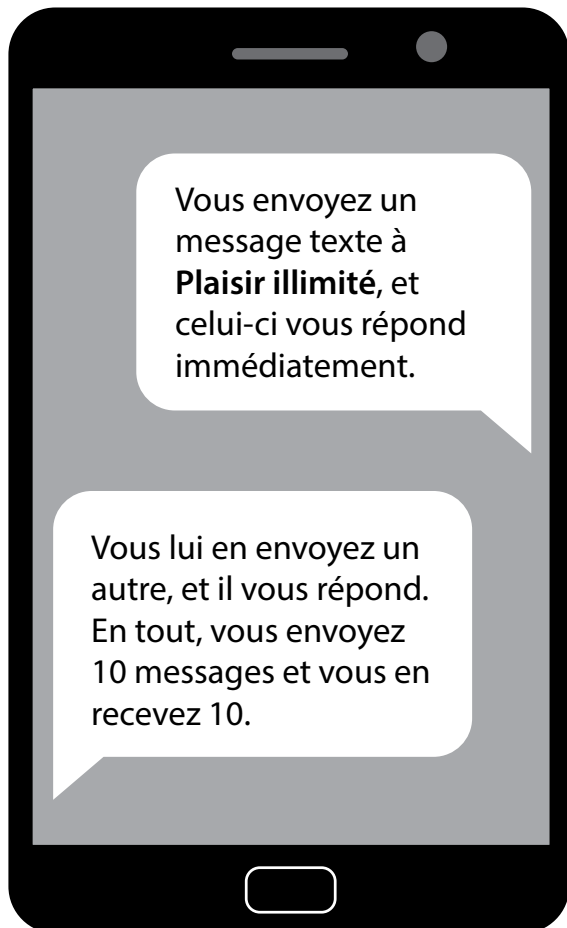 Vous envoyez un
message texte à
Plaisir illimité, et
celui-ci vous répond
immédiatement.
Vous lui en envoyez un
autre, et il vous répond.
En tout, vous envoyez
10 messages et vous en
recevez 10.